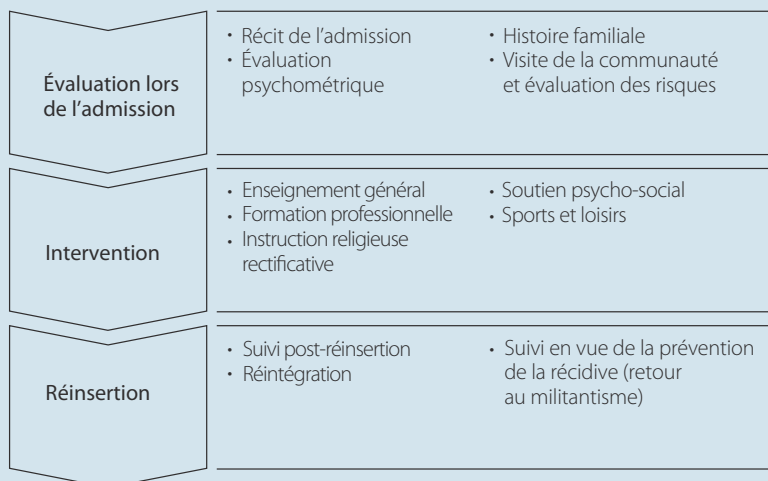 Évaluation lors
de l’admission
• Récit de l’admission
• Évaluation
psychométrique
• Histoire familiale
• Visite de la communauté
et évaluation des risques
Intervention
• Enseignement général
• Formation professionnelle
• Instruction religieuse
rectificative
• Soutien psycho-social
• Sports et loisirs
Réinsertion
• Suivi post-réinsertion
• Réintégration
• Suivi en vue de la prévention
de la récidive (retour
au militantisme)